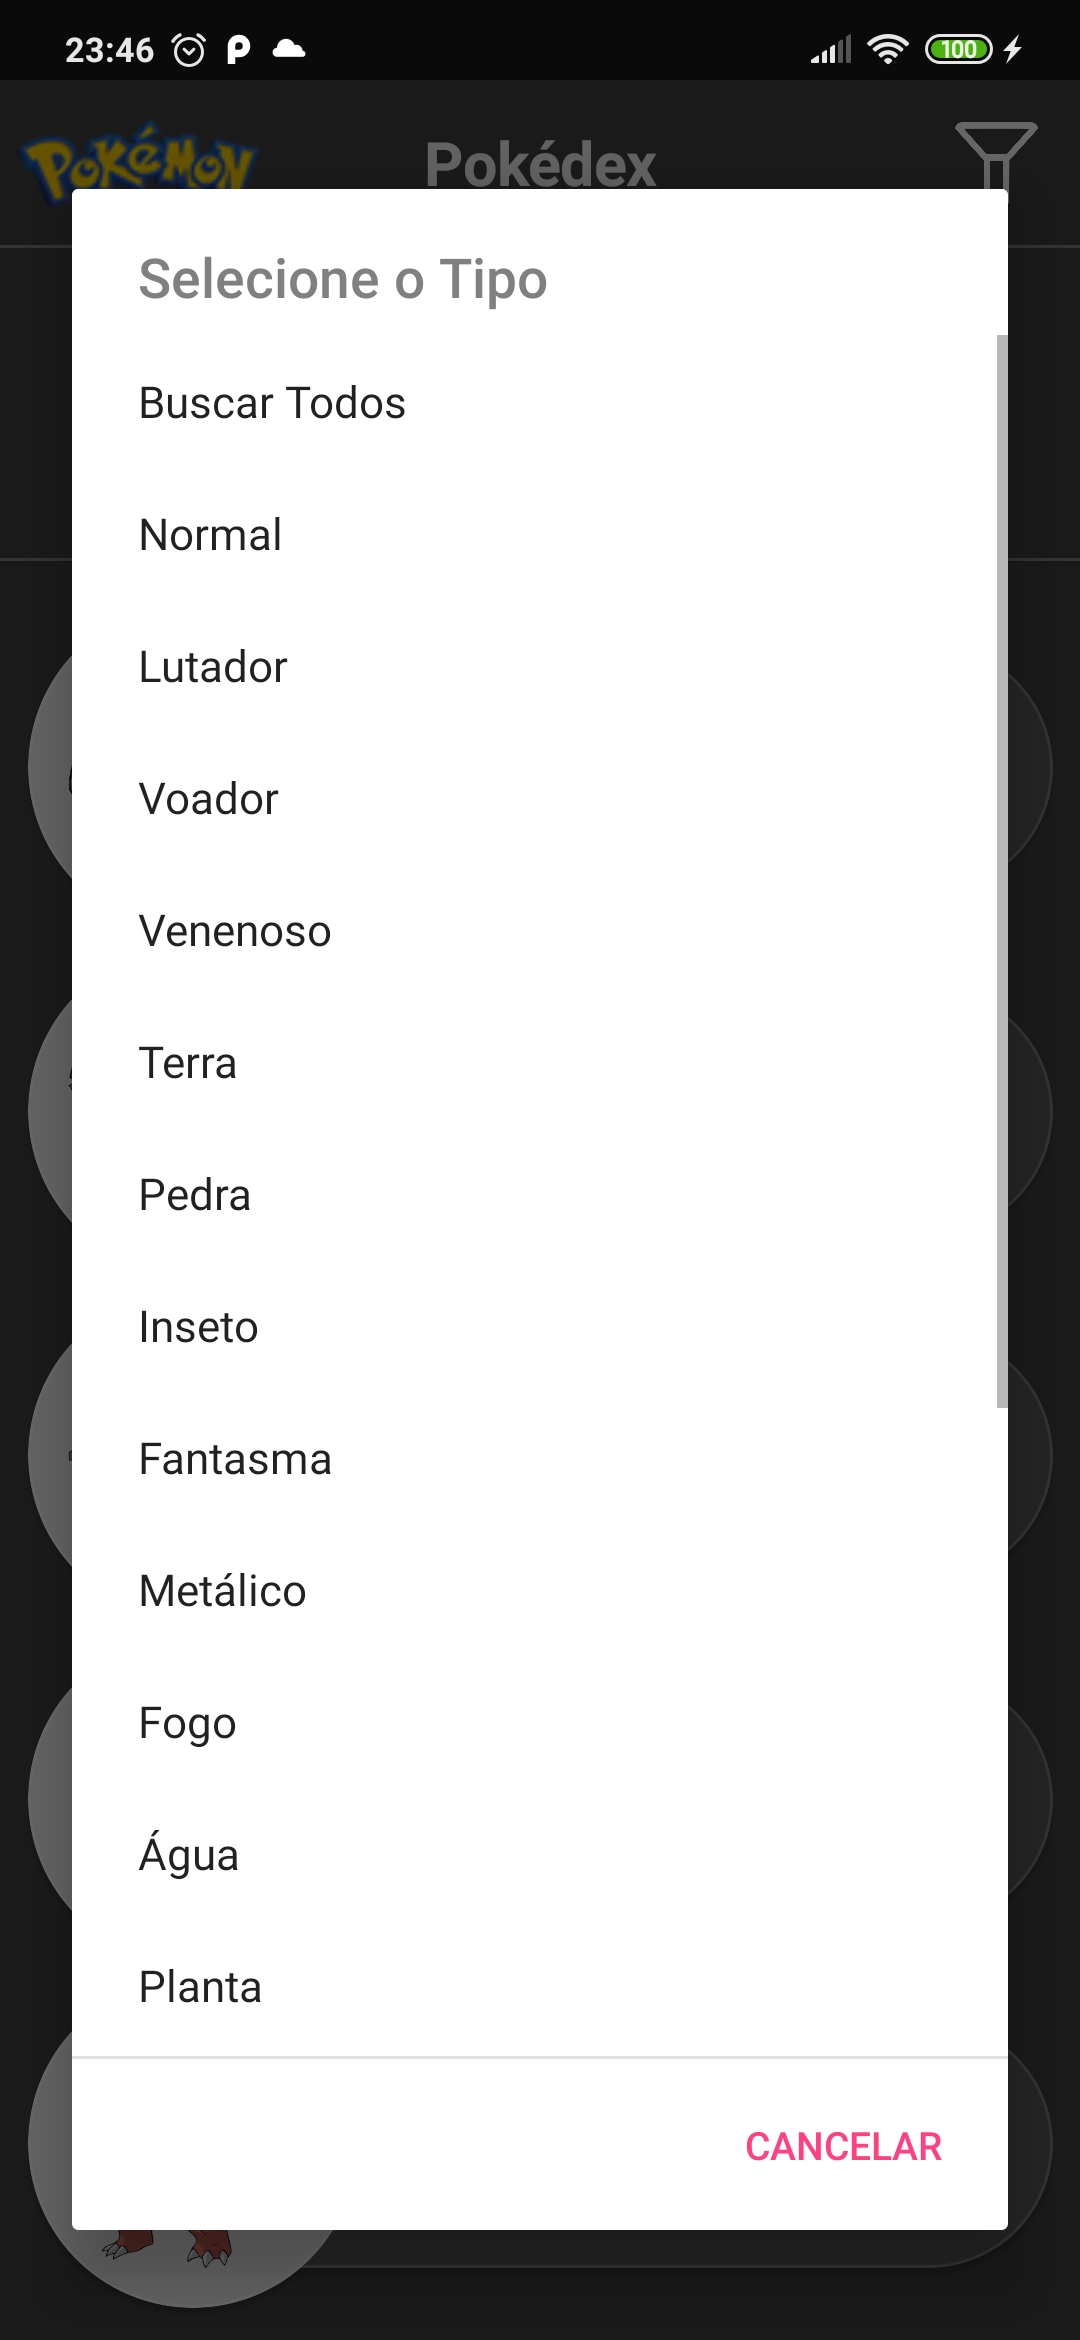 23:46
100
Pokémon
Pokédex
Selecione o Tipo
Buscar Todos
Normal
Lutador
Voador
Venenoso
Terra
Pedra
Inseto
Fantasma
Metálico
Fogo
Água
Planta
CANCELAR